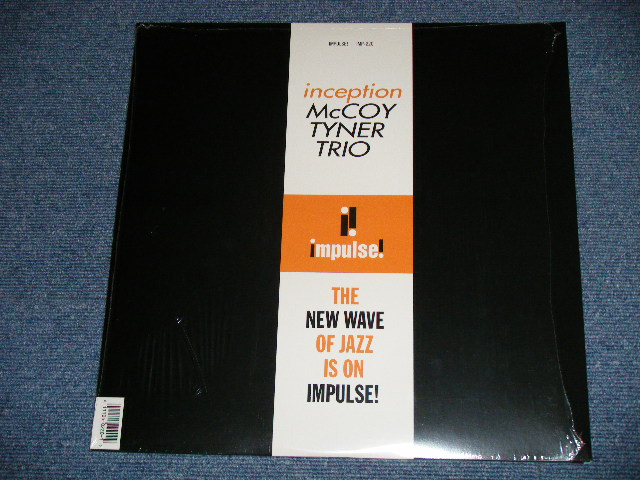 inception
McCOY
TYNER
TRIO
impulse!
THE
NEW WAVE
OF JAZZ
IS ON
IMPULSE!